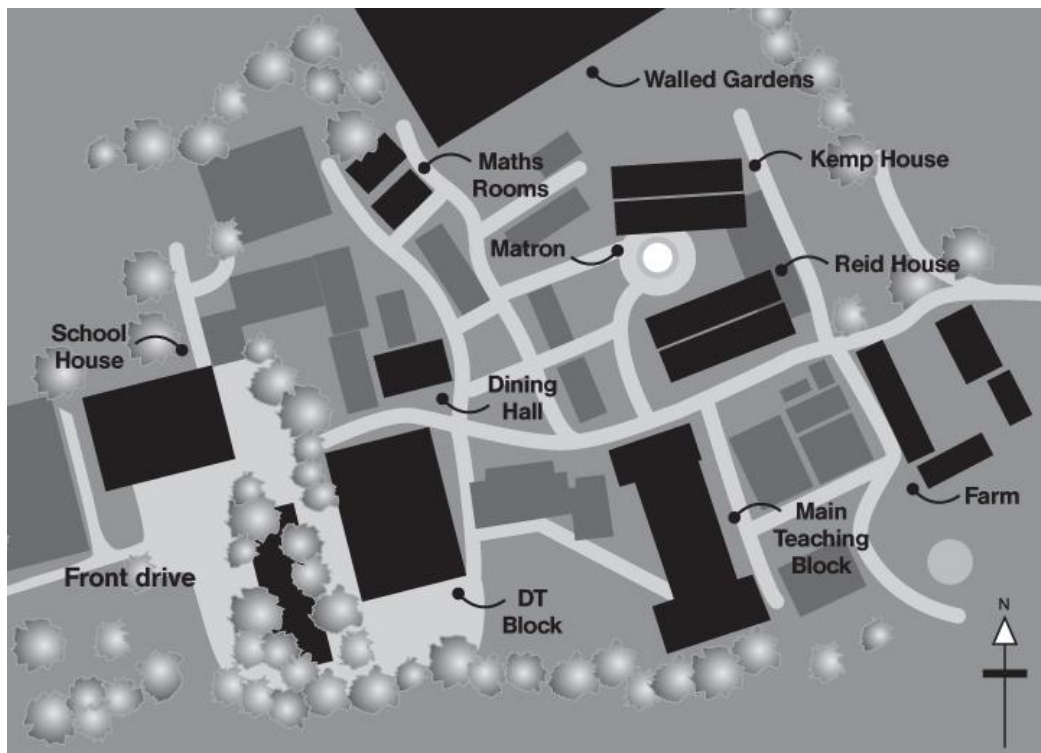 Walled Gardens
Maths
Rooms
Kemp House
Matron
Reid House
School
House
Dining
Hall
Farm
Main
Teaching
Block
Front drive
DT
Block
N